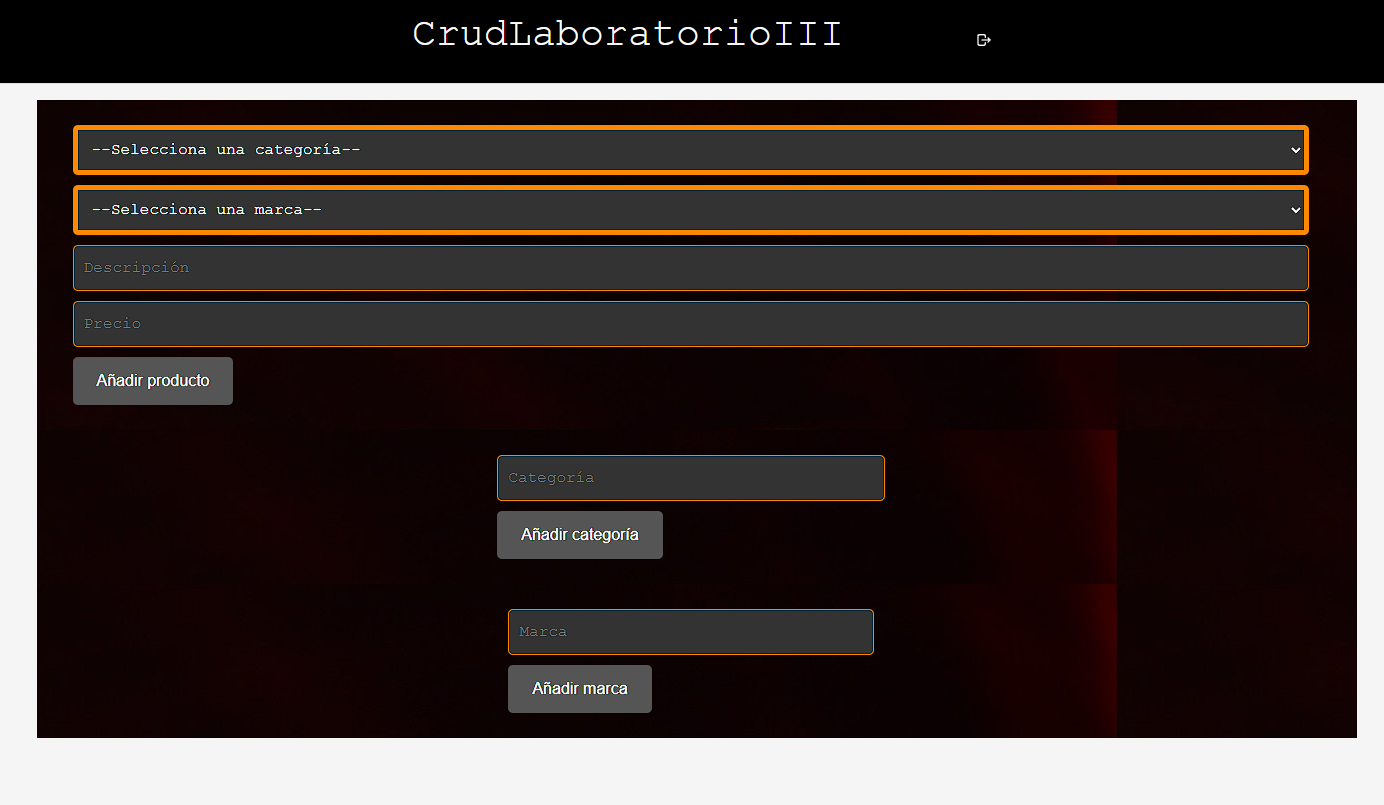 CrudLaboratorioIII
--Selecciona una categoría--
--Selecciona una marca--
Descripción
Precio
Añadir producto
Categoría
Añadir categoría
Marca
Añadir marca